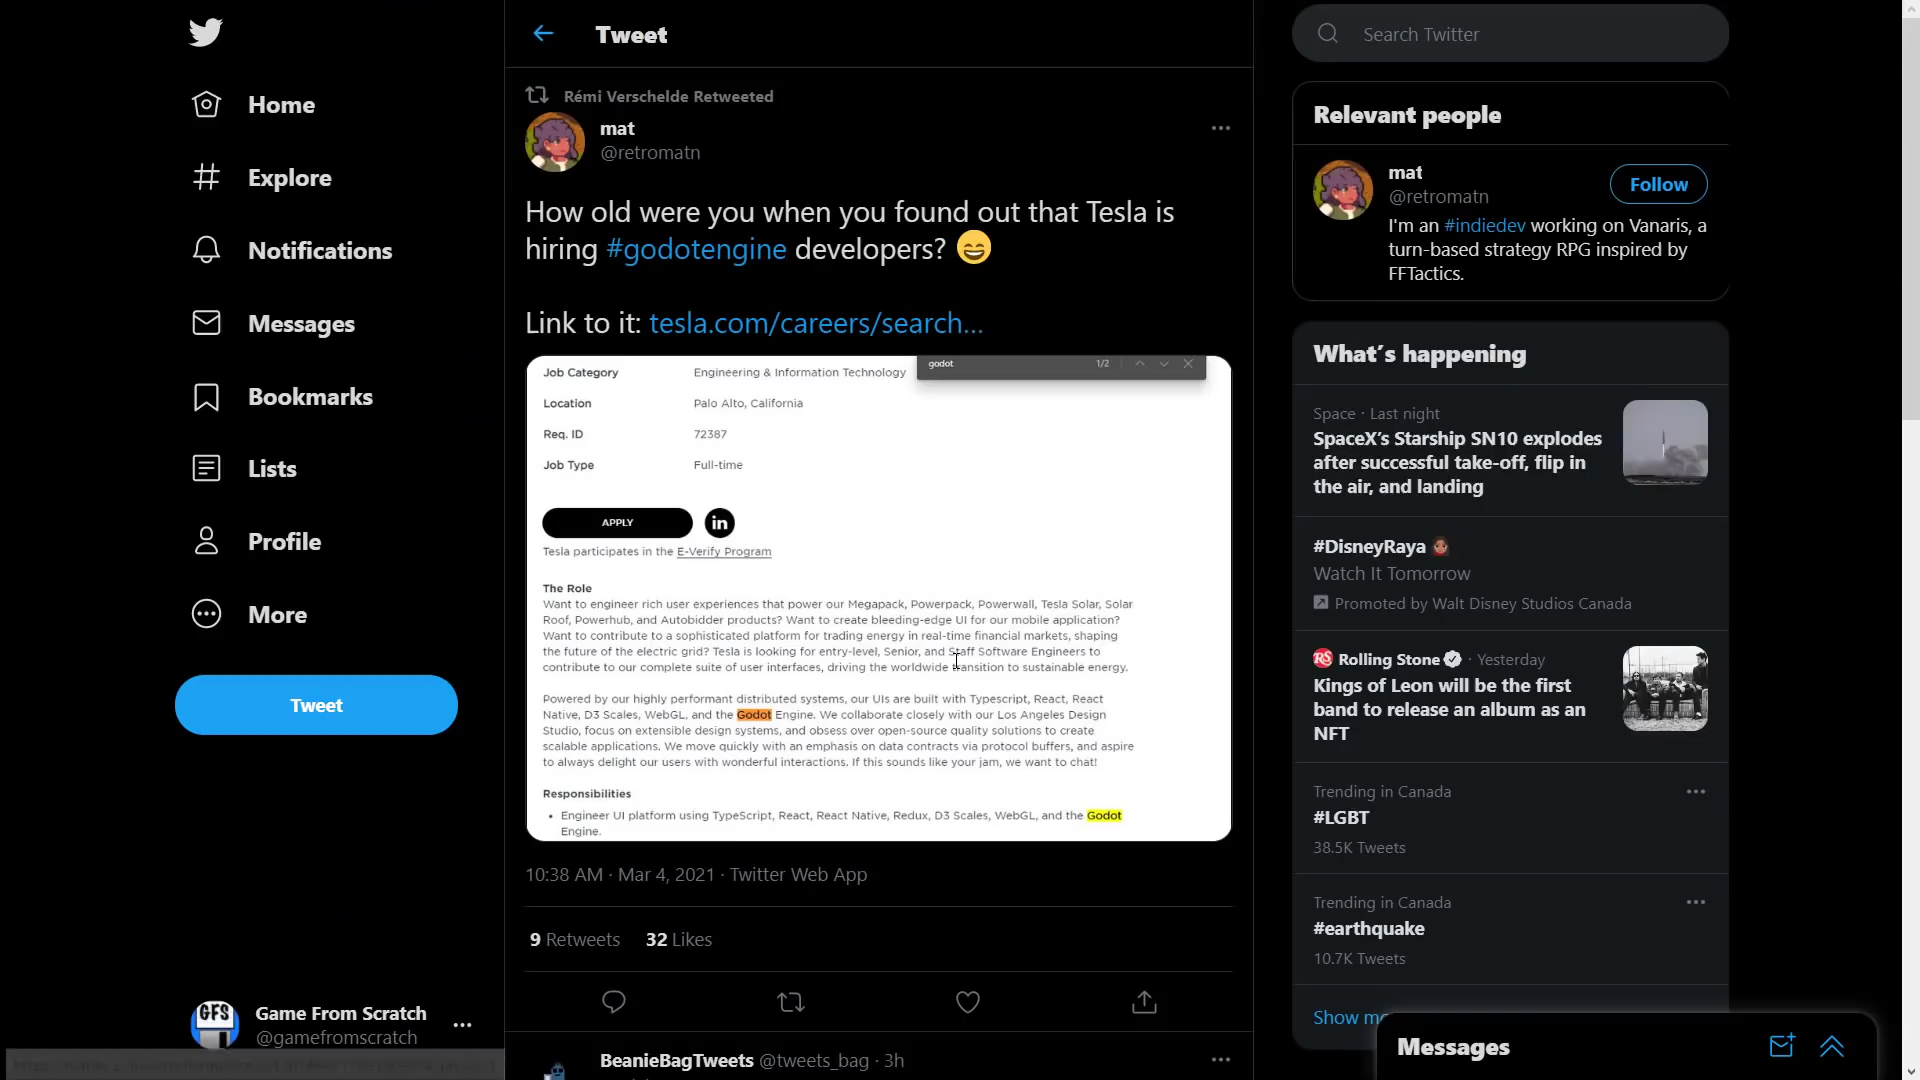 Home
Explore
Notifications
Messages
Bookmarks
Lists
Profile
More
Tweet
GFS
Game From Scratch
@gamefromscratch
Tweet
Rémi Verschelde Retweeted
mat
@retromatn
How old were you when you found out that Tesla is
hiring #godotengine developers? 😄
Link to it: tesla.com/careers/search...
godot 1/2
Job Category Engineering & Information Technology
Location Palo Alto, California
Req. ID 72387
Job Type Full-time
APPLY in
Tesla participates in the E-Verify Program
The Role
Want to engineer rich user experiences that power our Megapack, Powerpack, Powerwall, Tesla Solar, Solar
Roof, Powerhub, and Autobidder products? Want to create bleeding-edge UI for our mobile application?
Want to contribute to a sophisticated platform for trading energy in real-time financial markets, shaping
the future of the electric grid? Tesla is looking for entry-level, Senior, and Staff Software Engineers to
contribute to our complete suite of user interfaces, driving the worldwide transition to sustainable energy.
Powered by our highly performant distributed systems, our UIs are built with Typescript, React, React
Native, D3 Scales, WebGL, and the Godot Engine. We collaborate closely with our Los Angeles Design
Studio, focus on extensible design systems, and obsess over open-source quality solutions to create
scalable applications. We move quickly with an emphasis on data contracts via protocol buffers, and aspire
to always delight our users with wonderful interactions. If this sounds like your jam, we want to chat!
Responsibilities
• Engineer UI platform using TypeScript, React, React Native, Redux, D3 Scales, WebGL, and the Godot
Engine.
10:38 AM · Mar 4, 2021 · Twitter Web App
9 Retweets 32 Likes
BeanieBagTweets @tweets_bag · 3h
Search Twitter
Relevant people
mat
@retromatn
Follow
I'm an #indiedev working on Vanaris, a
turn-based strategy RPG inspired by
FFTactics.
What's happening
Space · Last night
SpaceX's Starship SN10 explodes
after successful take-off, flip in
the air, and landing
#DisneyRaya
Watch It Tomorrow
Promoted by Walt Disney Studios Canada
RS Rolling Stone · Yesterday
Kings of Leon will be the first
band to release an album as an
NFT
Trending in Canada
#LGBT
38.5K Tweets
Trending in Canada
#earthquake
10.7K Tweets
Show
Messages